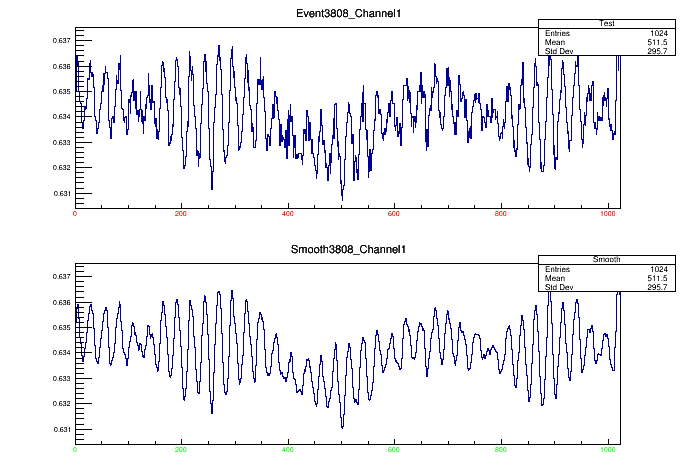 Event3808_Channel1
Test
Entries 1024
Mean 511.5
Std Dev 295.7
0.637
0.636
0.635
0.634
0.633
0.632
0.631
0 200 400 600 800 1000
Smooth3808_Channel1
Smooth
Entries 1024
Mean 511.5
Std Dev 295.7
0.637
0.636
0.635
0.634
0.633
0.632
0.631
0 200 400 600 800 1000